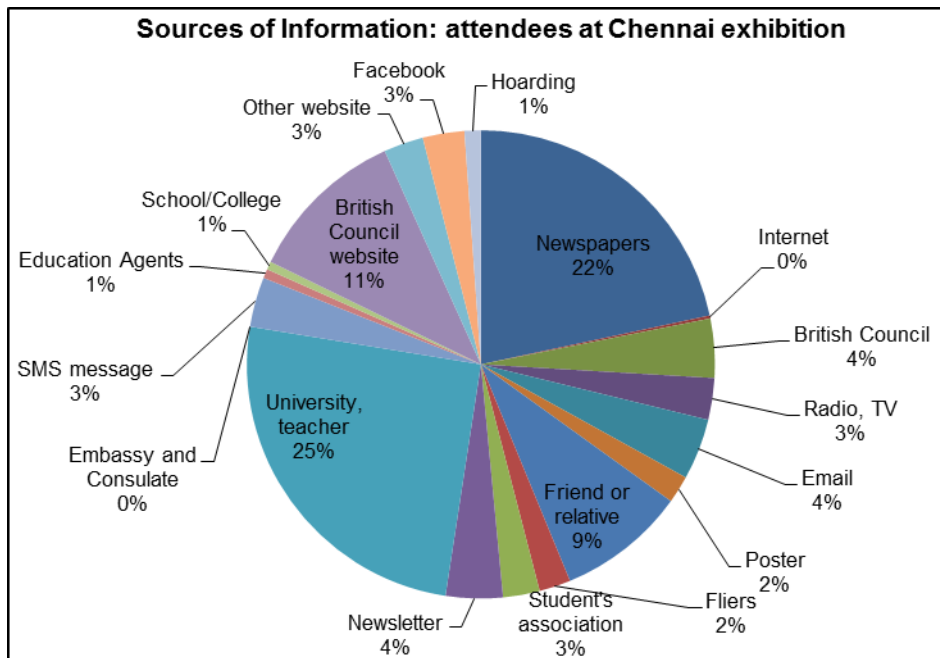 Sources of Information: attendees at Chennai exhibition
Facebook
3%
Hoarding
1%
Other website
3%
School/College
1%
British
Council
website
11%
Newspapers
22%
Internet
0%
Education Agents
1%
British Council
4%
SMS message
3%
Radio, TV
3%
University,
teacher
25%
Embassy and
Consulate
0%
Email
4%
Friend or
relative
9%
Poster
2%
Fliers
2%
Student's
association
3%
Newsletter
4%